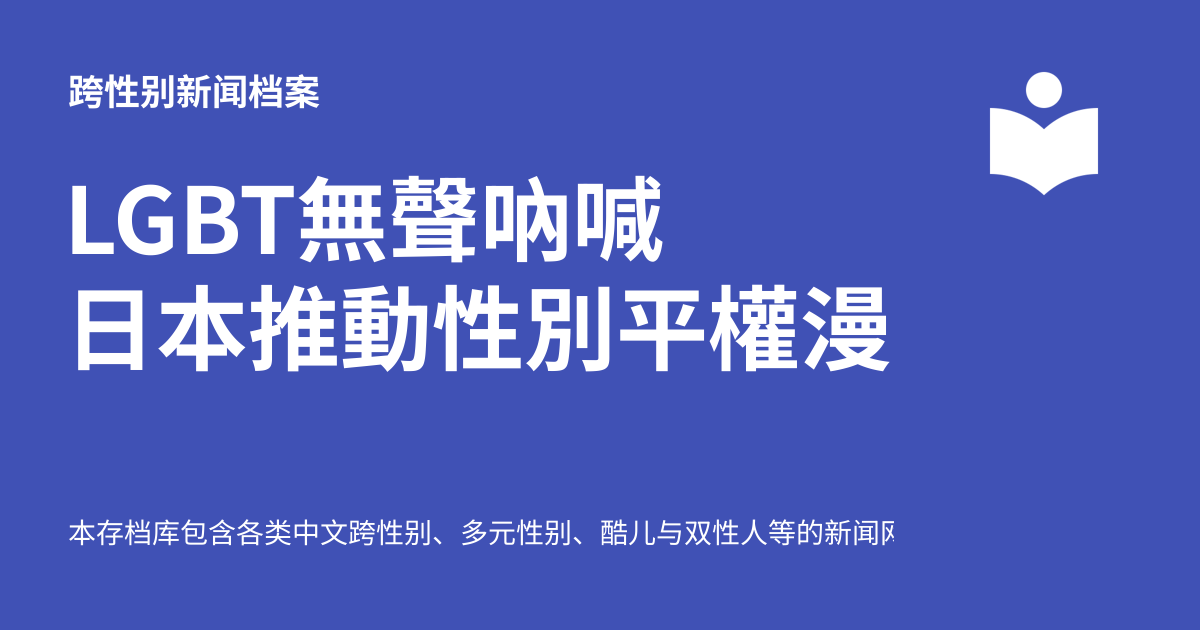 跨性别新闻档案
LGBT無聲吶喊
日本推動性別平權漫
本存档库包含各类中文跨性别、多元性别、酷儿与双性人等的新闻网